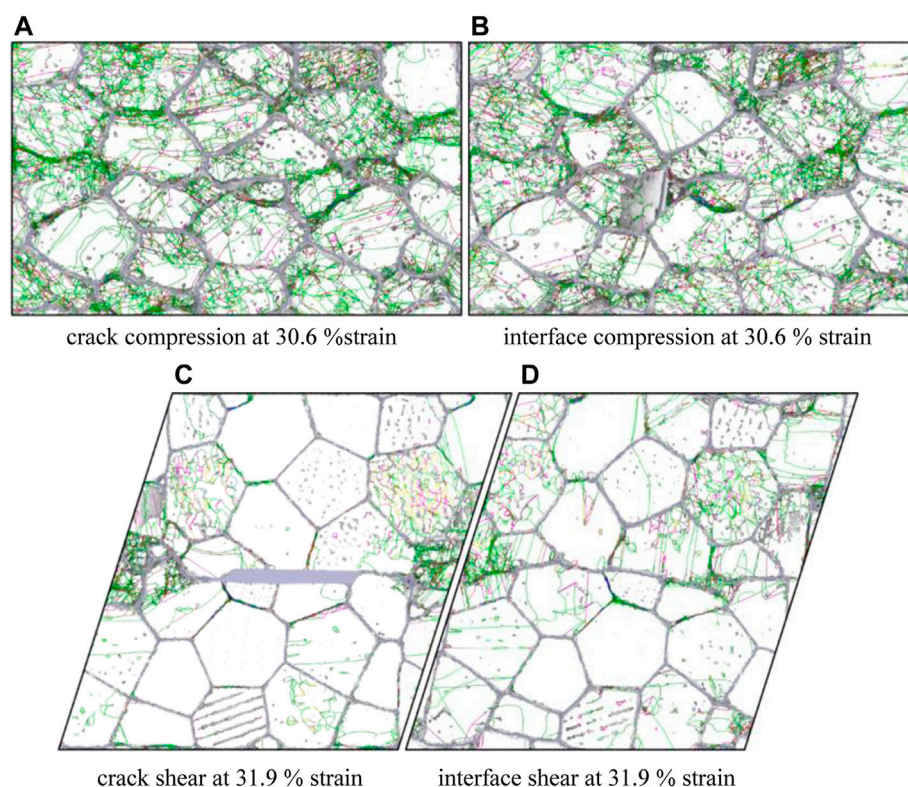 A
B
crack compression at 30.6 %strain
interface compression at 30.6 % strain
C
D
crack shear at 31.9 % strain
interface shear at 31.9 % strain